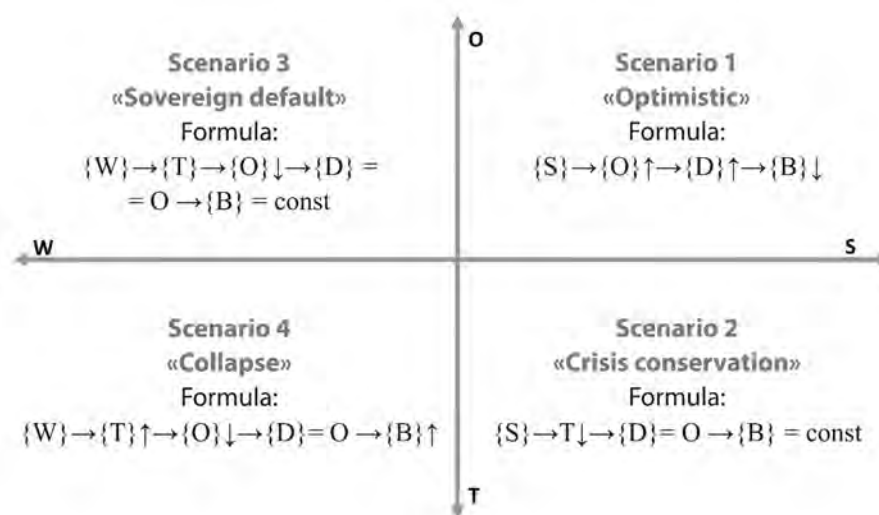 O
Scenario 3
«Sovereign default»
Formula:
{W}→{T}→{O}↓→{D} =
= O →{B} = const
Scenario 1
«Optimistic»
Formula:
{S}→{O}↑→{D}↑→{B}↓
W
S
Scenario 4
«Collapse»
Formula:
{W}→{T}↑→{O}↓→{D}= O →{B}↑
Scenario 2
«Crisis conservation»
Formula:
{S}→T↓→{D}= O →{B} = const
T